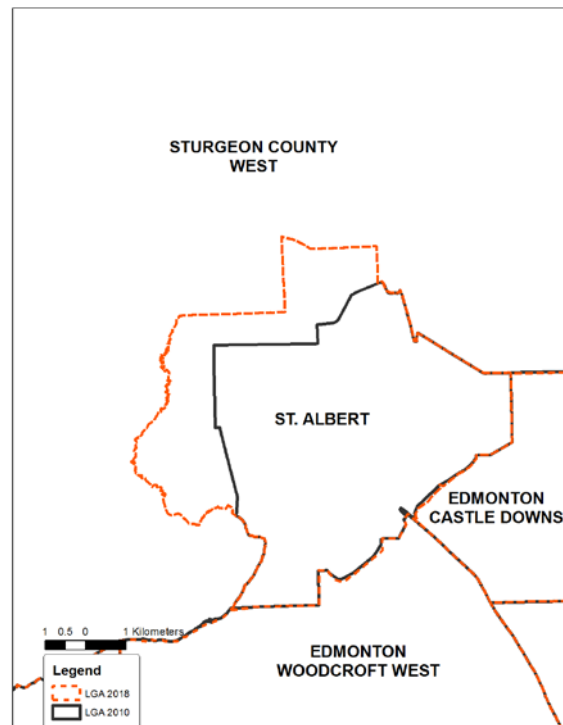 STURGEON COUNTY
WEST
ST. ALBERT
EDMONTON
CASTLE DOWNS
EDMONTON
WOODCROFT WEST
1 0.5 0 1 Kilometers
Legend
LGA 2018
LGA 2010